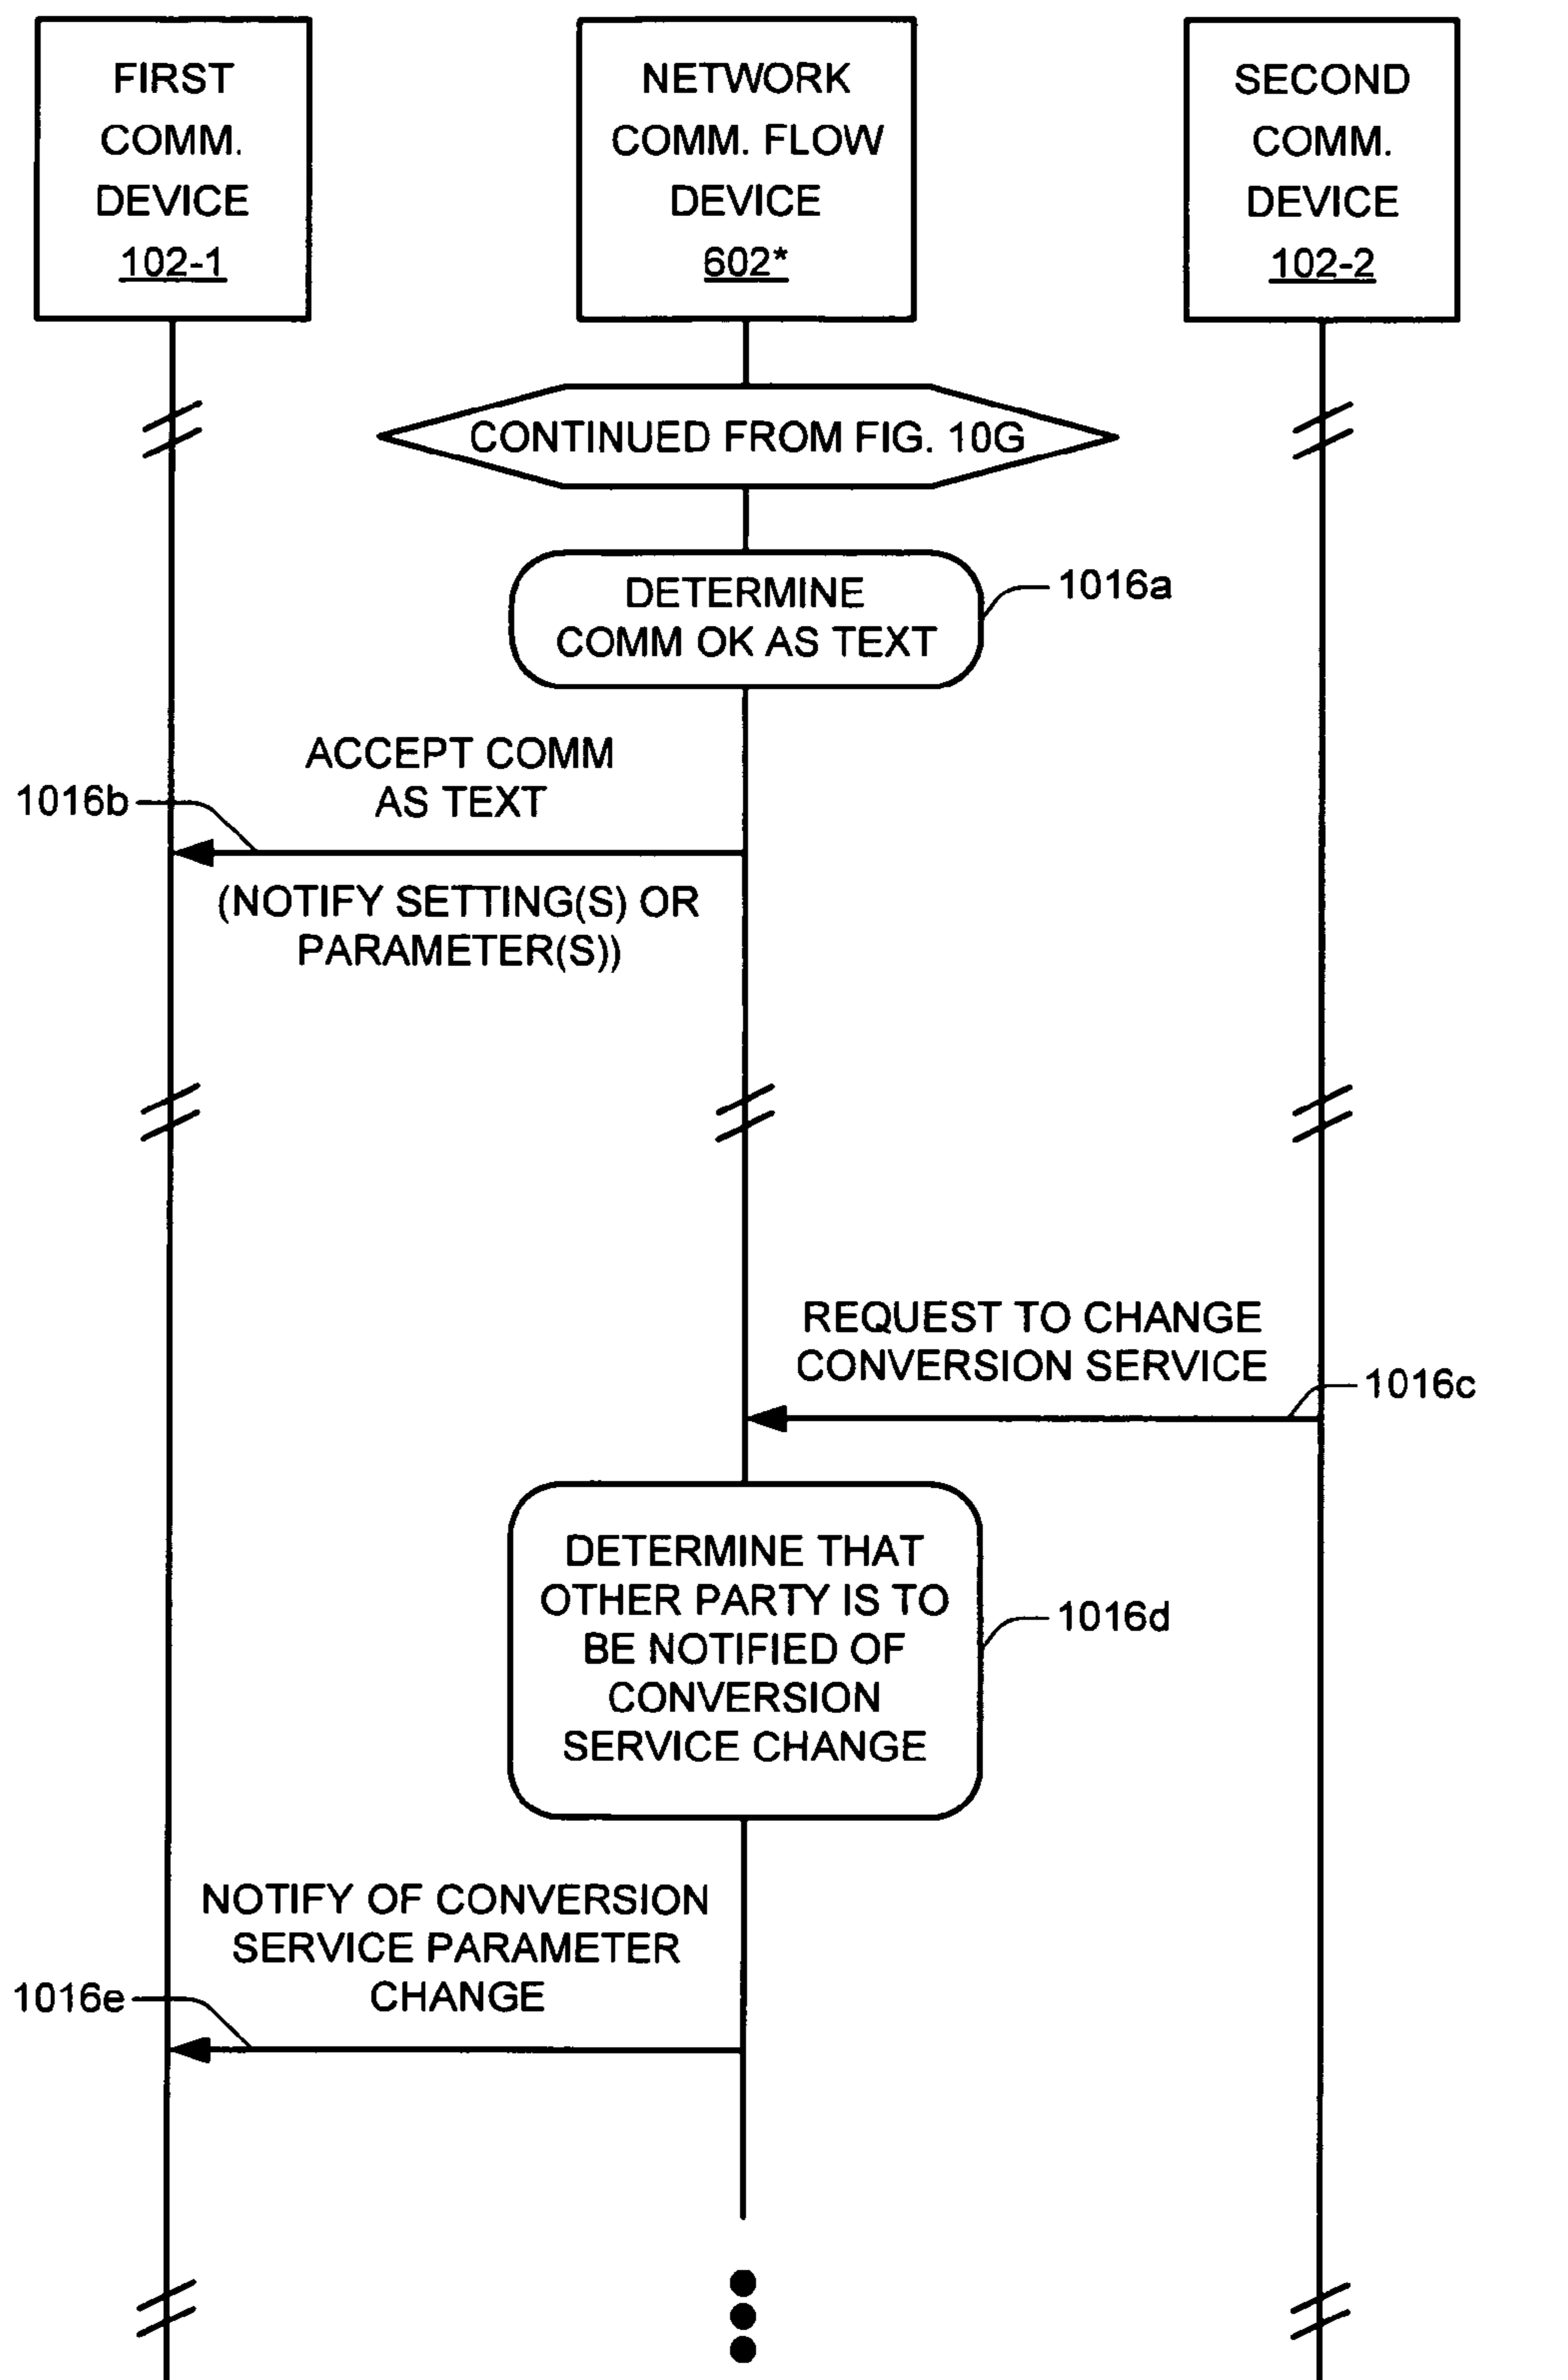 FIRST
COMM.
DEVICE
102-1
NETWORK
COMM. FLOW
DEVICE
602*
SECOND
COMM.
DEVICE
102-2
CONTINUED FROM FIG. 10G
DETERMINE
COMM OK AS TEXT
1016a
ACCEPT COMM
AS TEXT
1016b
(NOTIFY SETTING(S) OR
PARAMETER(S))
REQUEST TO CHANGE
CONVERSION SERVICE
1016c
DETERMINE THAT
OTHER PARTY IS TO
BE NOTIFIED OF
CONVERSION
SERVICE CHANGE
1016d
NOTIFY OF CONVERSION
SERVICE PARAMETER
CHANGE
1016e